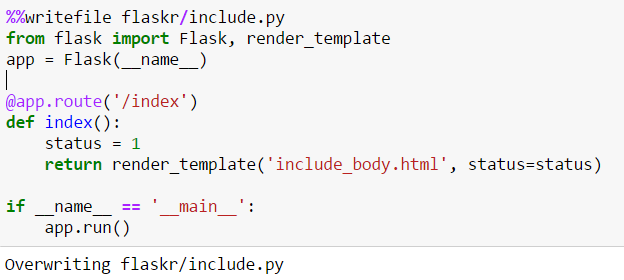 %%writefile flaskr/include.py
from flask import Flask, render_template
app = Flask(__name__)
@app.route('/index')
def index():
    status = 1
    return render_template('include_body.html', status=status)
if __name__ == '__main__':
    app.run()
Overwriting flaskr/include.py